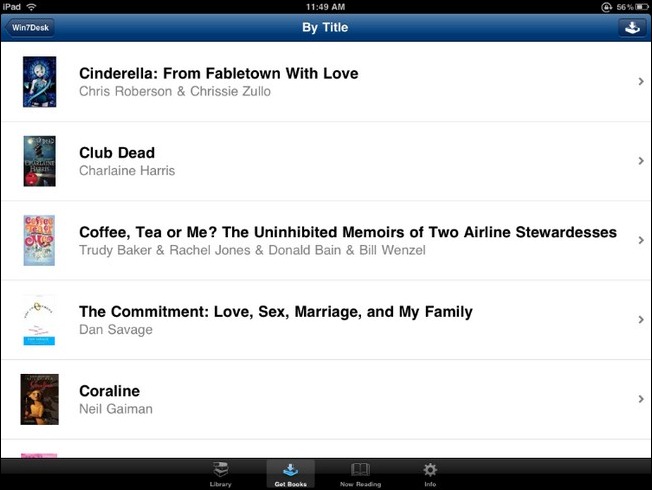 iPad 11:49 AM 56%
Win7Desk By Title
Cinderella: From Fabletown With Love
Chris Roberson & Chrissie Zullo
Club Dead
Charlaine Harris
Coffee, Tea or Me? The Uninhibited Memoirs of Two Airline Stewardesses
Trudy Baker & Rachel Jones & Donald Bain & Bill Wenzel
The Commitment: Love, Sex, Marriage, and My Family
Dan Savage
Coraline
Neil Gaiman
Library Get Books Now Reading Info